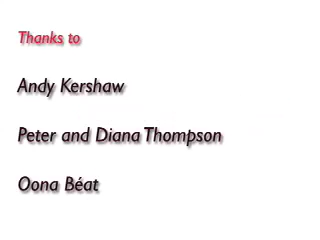 Thanks to
Andy Kershaw
Peter and Diana Thompson
Oona Béat